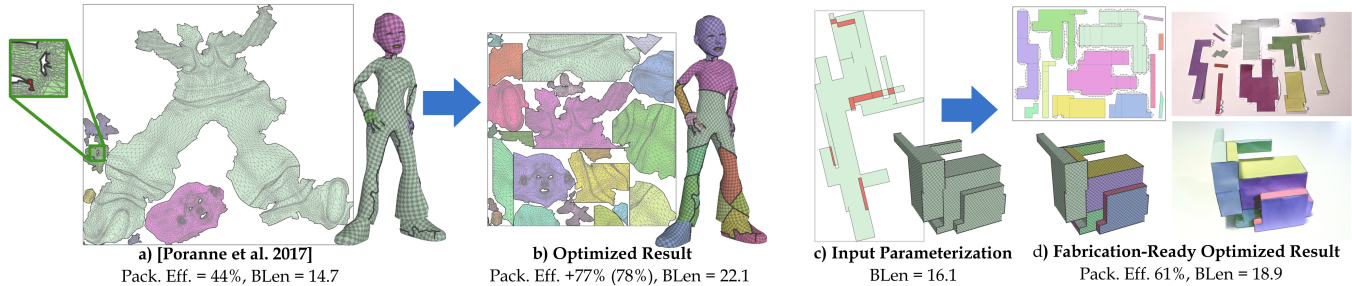 a) [Poranne et al. 2017]
Pack. Eff. = 44%, BLen = 14.7
b) Optimized Result
Pack. Eff. +77% (78%), BLen = 22.1
c) Input Parameterization
BLen = 16.1
d) Fabrication-Ready Optimized Result
Pack. Eff. 61%, BLen = 18.9